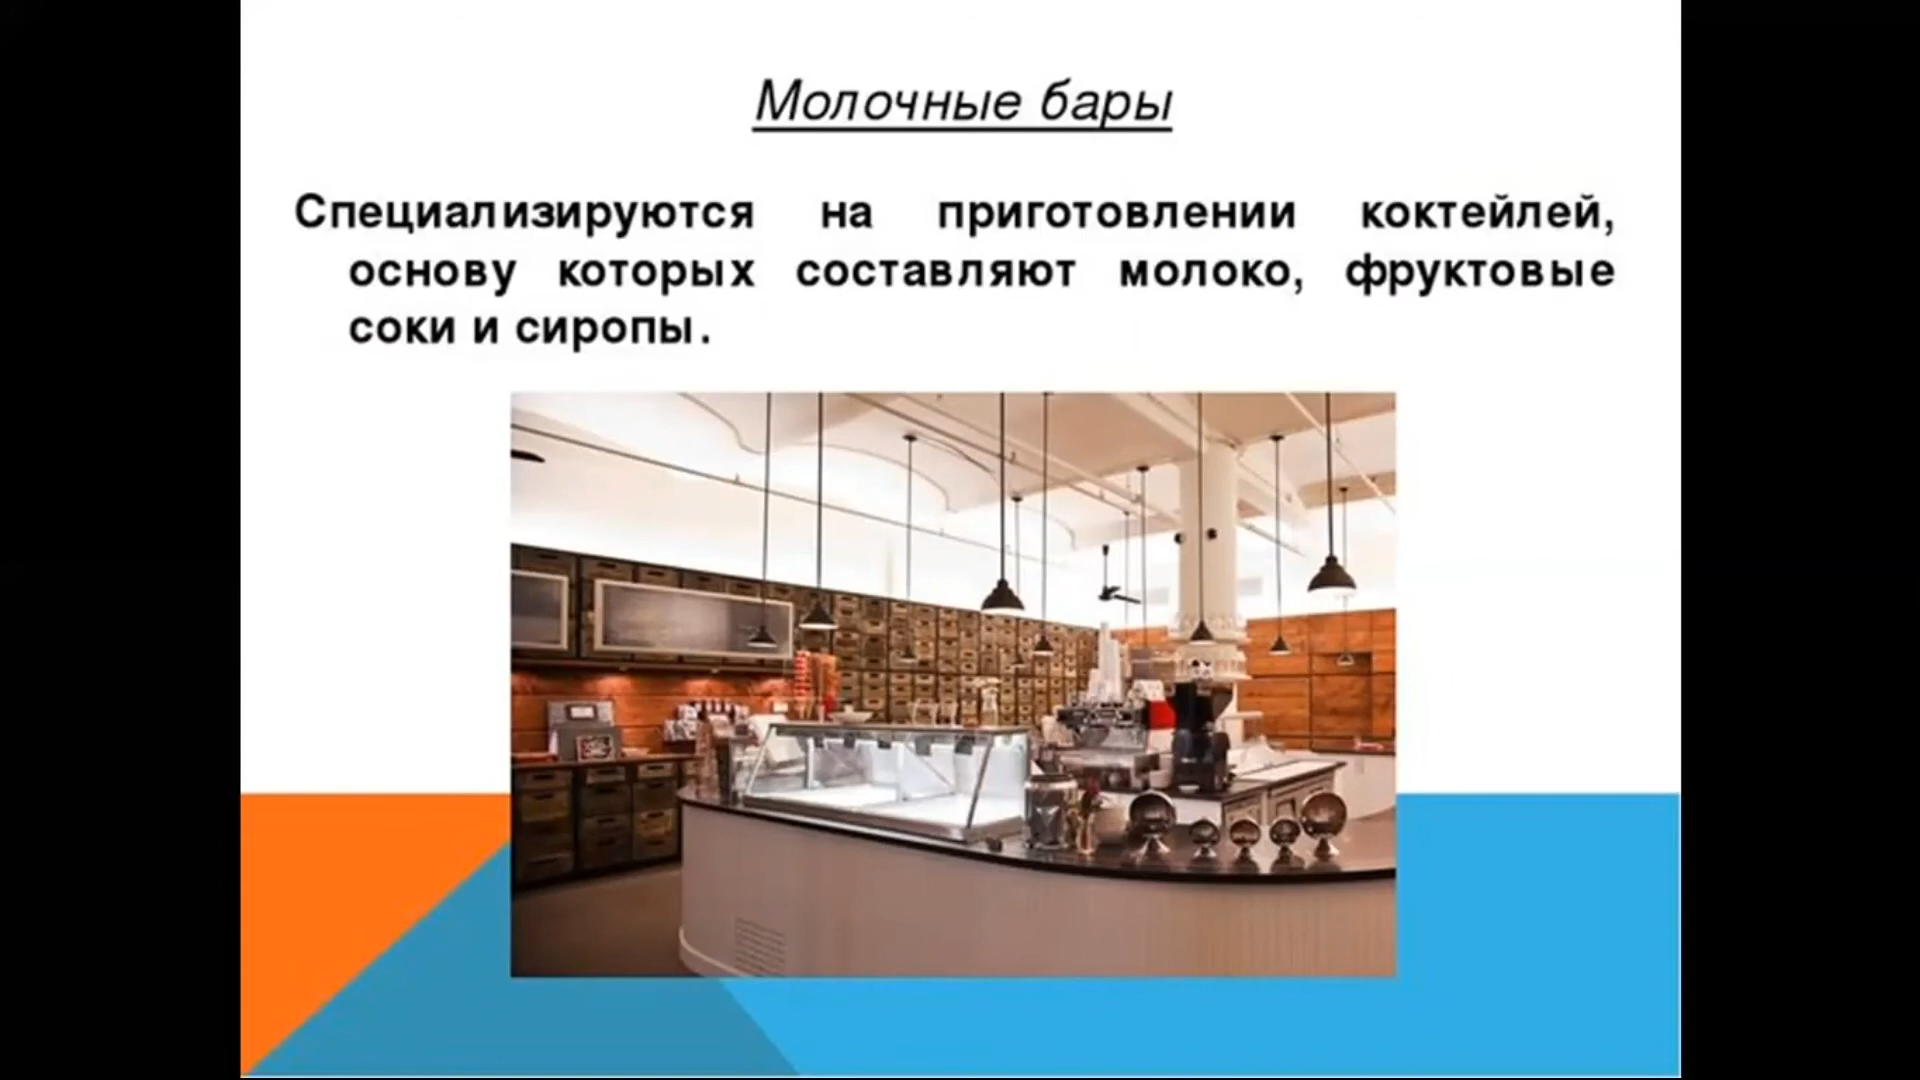 Молочные бары
Специализируются на приготовлении коктейлей,
основу которых составляют молоко, фруктовые
соки и сиропы.